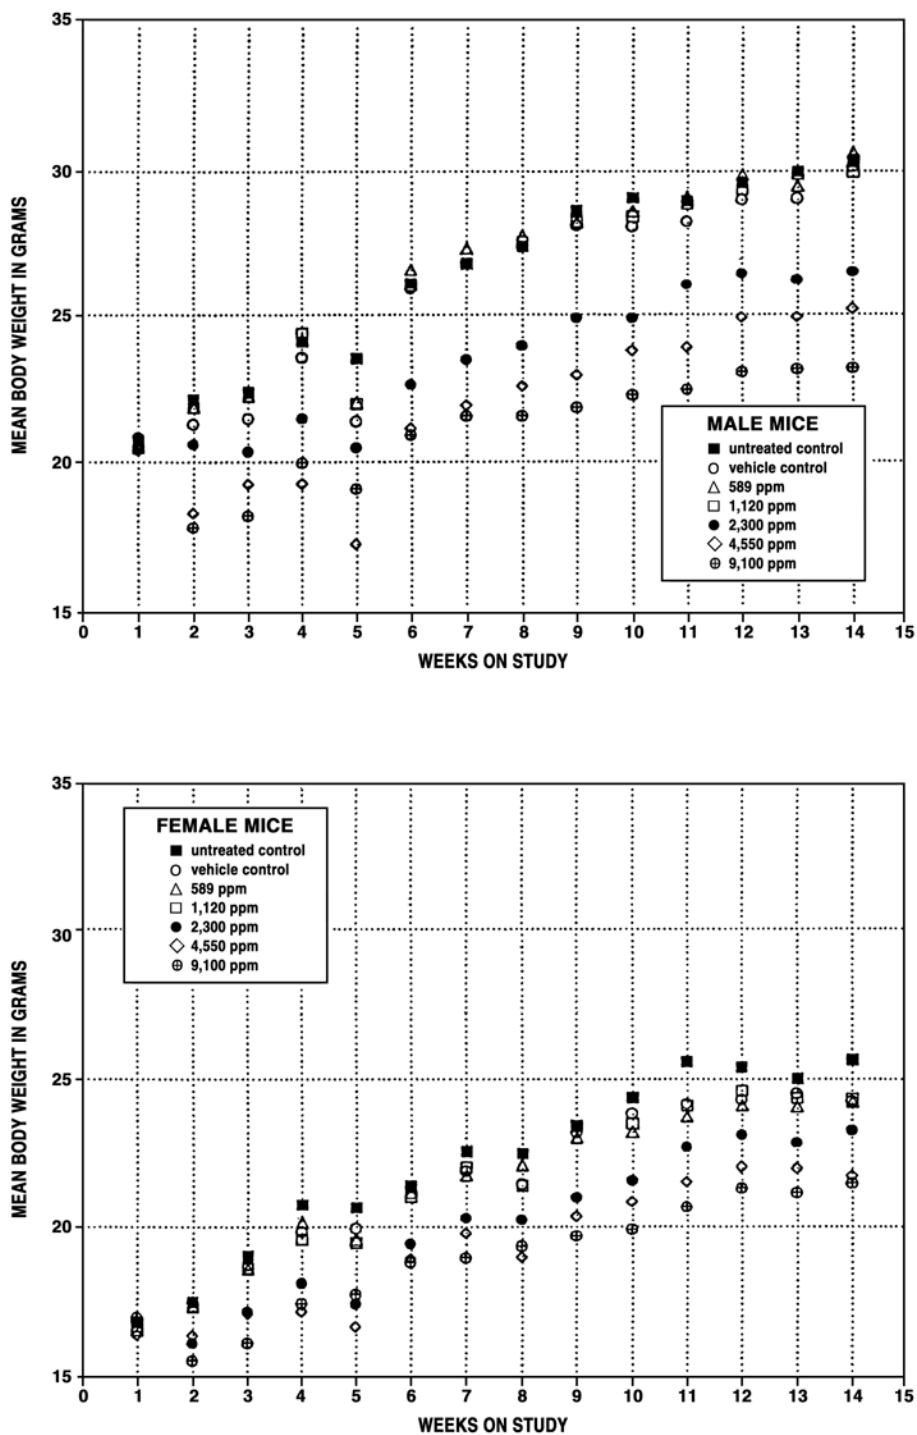 35
30
25
20
15
MEAN BODY WEIGHT IN GRAMS
MALE MICE
untreated control
vehicle control
589 ppm
1,120 ppm
2,300 ppm
4,550 ppm
9,100 ppm
0 1 2 3 4 5 6 7 8 9 10 11 12 13 14 15
WEEKS ON STUDY
35
30
25
20
15
MEAN BODY WEIGHT IN GRAMS
FEMALE MICE
untreated control
vehicle control
589 ppm
1,120 ppm
2,300 ppm
4,550 ppm
9,100 ppm
0 1 2 3 4 5 6 7 8 9 10 11 12 13 14 15
WEEKS ON STUDY